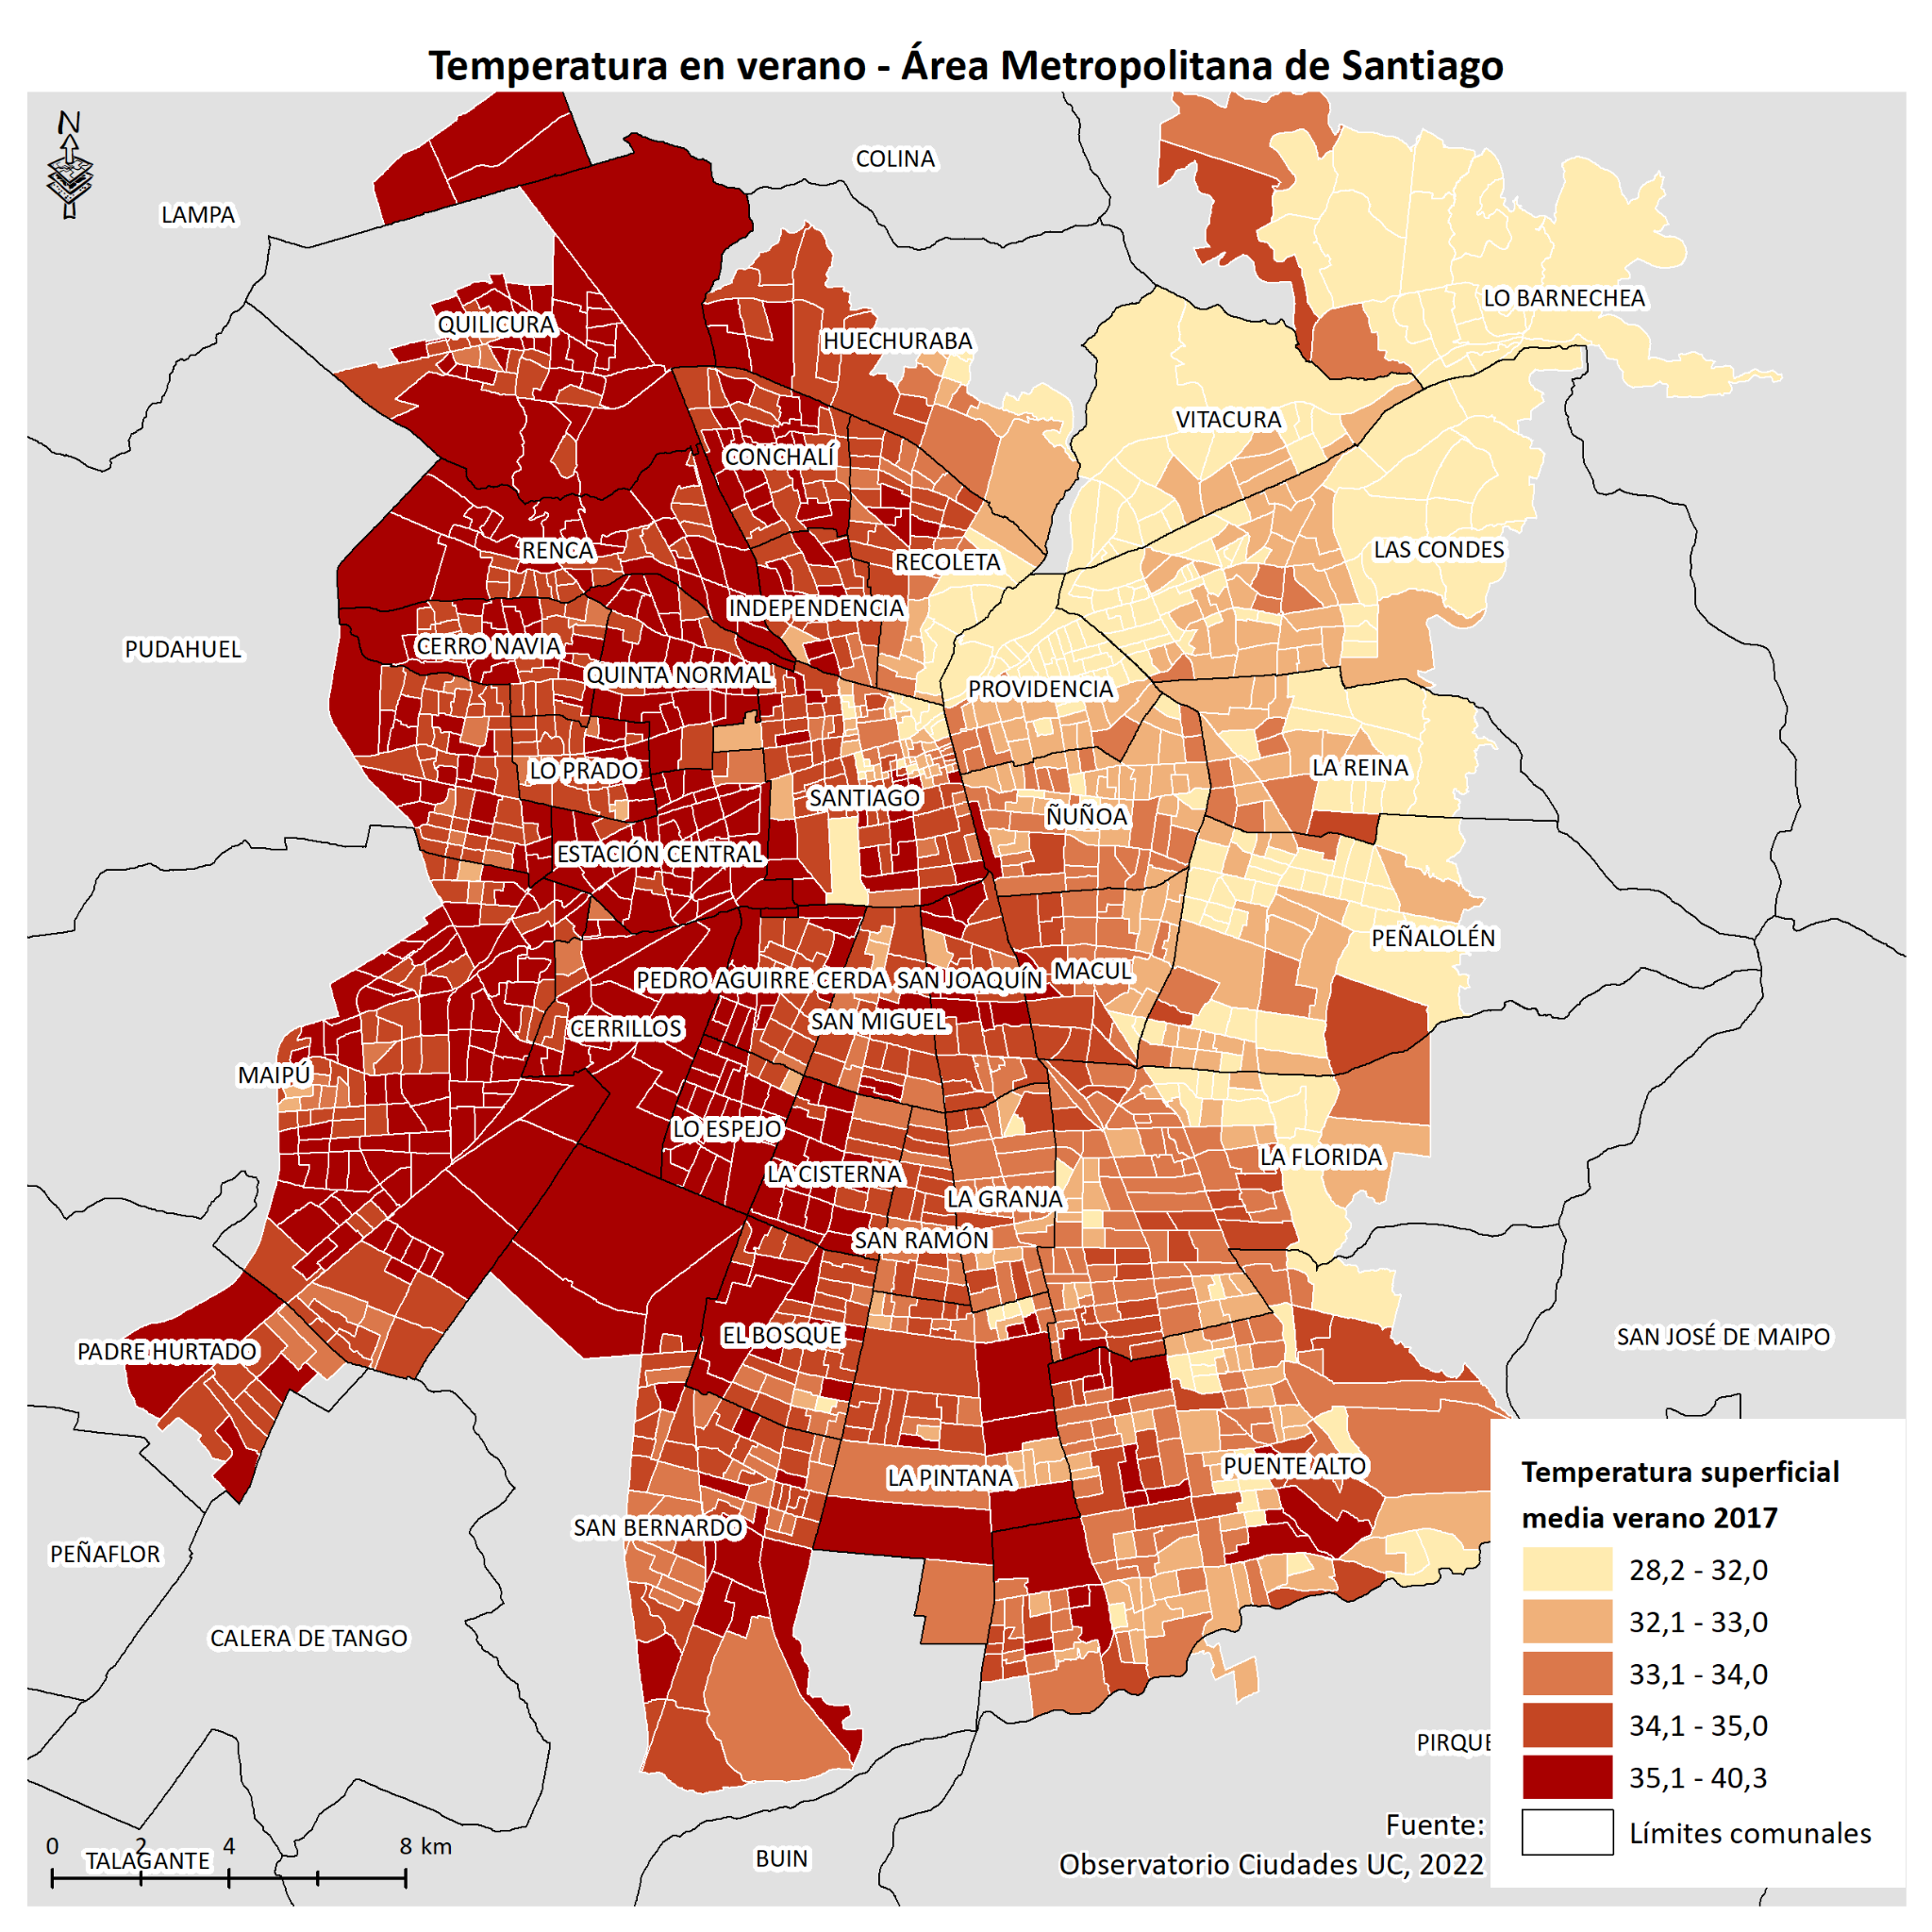 Temperatura en verano - Área Metropolitana de Santiago
N
COLINA
LAMPA
LO BARNECHEA
QUILICURA
HUECHURABA
VITACURA
CONCHALÍ
LAS CONDES
RENCA
RECOLETA
INDEPENDENCIA
PUDAHUEL
CERRO NAVIA
QUINTA NORMAL
PROVIDENCIA
LA REINA
LO PRADO
SANTIAGO
ÑUÑOA
ESTACIÓN CENTRAL
PEÑALOLÉN
PEDRO AGUIRRE CERDA
SAN JOAQUÍN
MACUL
SAN MIGUEL
CERRILLOS
MAIPÚ
LO ESPEJO
LA FLORIDA
LA CISTERNA
LA GRANJA
SAN RAMÓN
EL BOSQUE
SAN JOSÉ DE MAIPO
PADRE HURTADO
PUENTE ALTO
LA PINTANA
SAN BERNARDO
PEÑAFLOR
CALERA DE TANGO
PIRQUE
TALAGANTE
BUIN
Temperatura superficial
media verano 2017
28,2 - 32,0
32,1 - 33,0
33,1 - 34,0
34,1 - 35,0
35,1 - 40,3
Límites comunales
0 2 4 8 km
Fuente:
Observatorio Ciudades UC, 2022